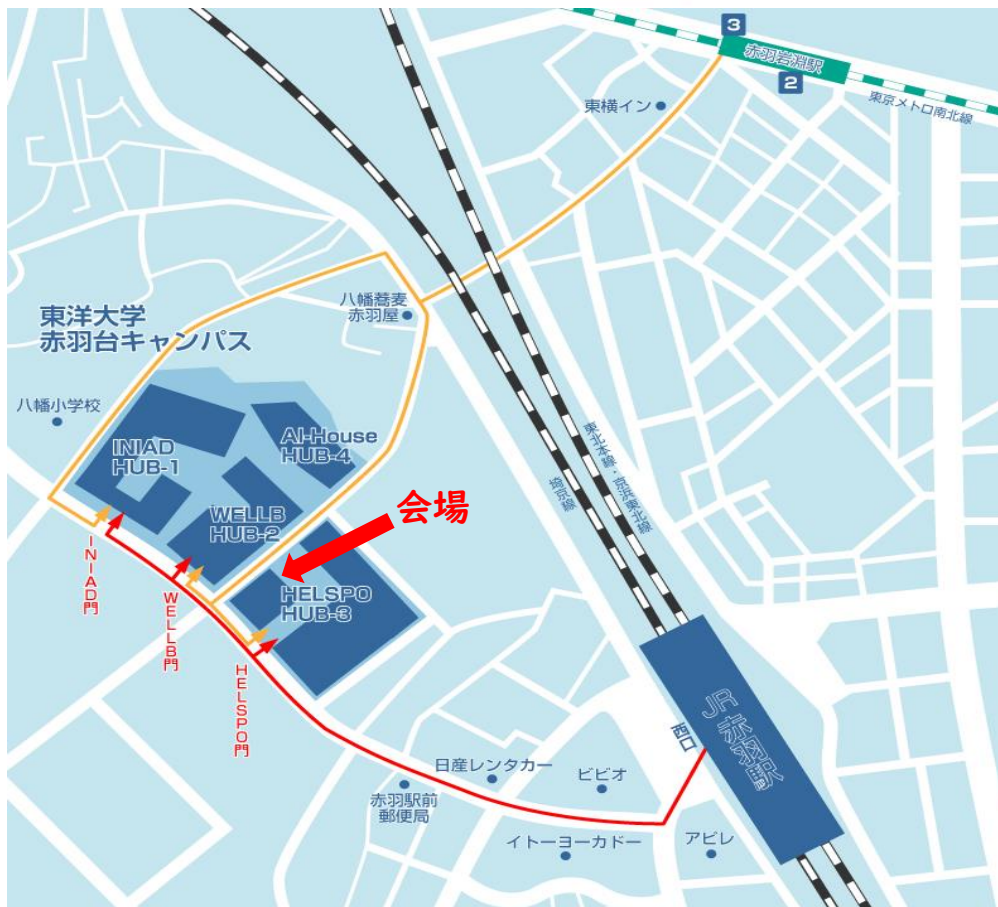 3
赤羽岩淵駅
2
東京メトロ南北線
東横イン
八幡蕎麦
赤羽屋
東洋大学
赤羽台キャンパス
八幡小学校
INIAD
HUB-1
AI-House
HUB-4
WELLB
HUB-2
会場
HELSPO
HUB-3
埼京線
東北本線・京浜東北線
INIAD門
WELLB門
HELSPO門
JR 赤羽駅
西口
日産レンタカー
ビビオ
赤羽駅前
郵便局
イトーヨーカドー
アピレ